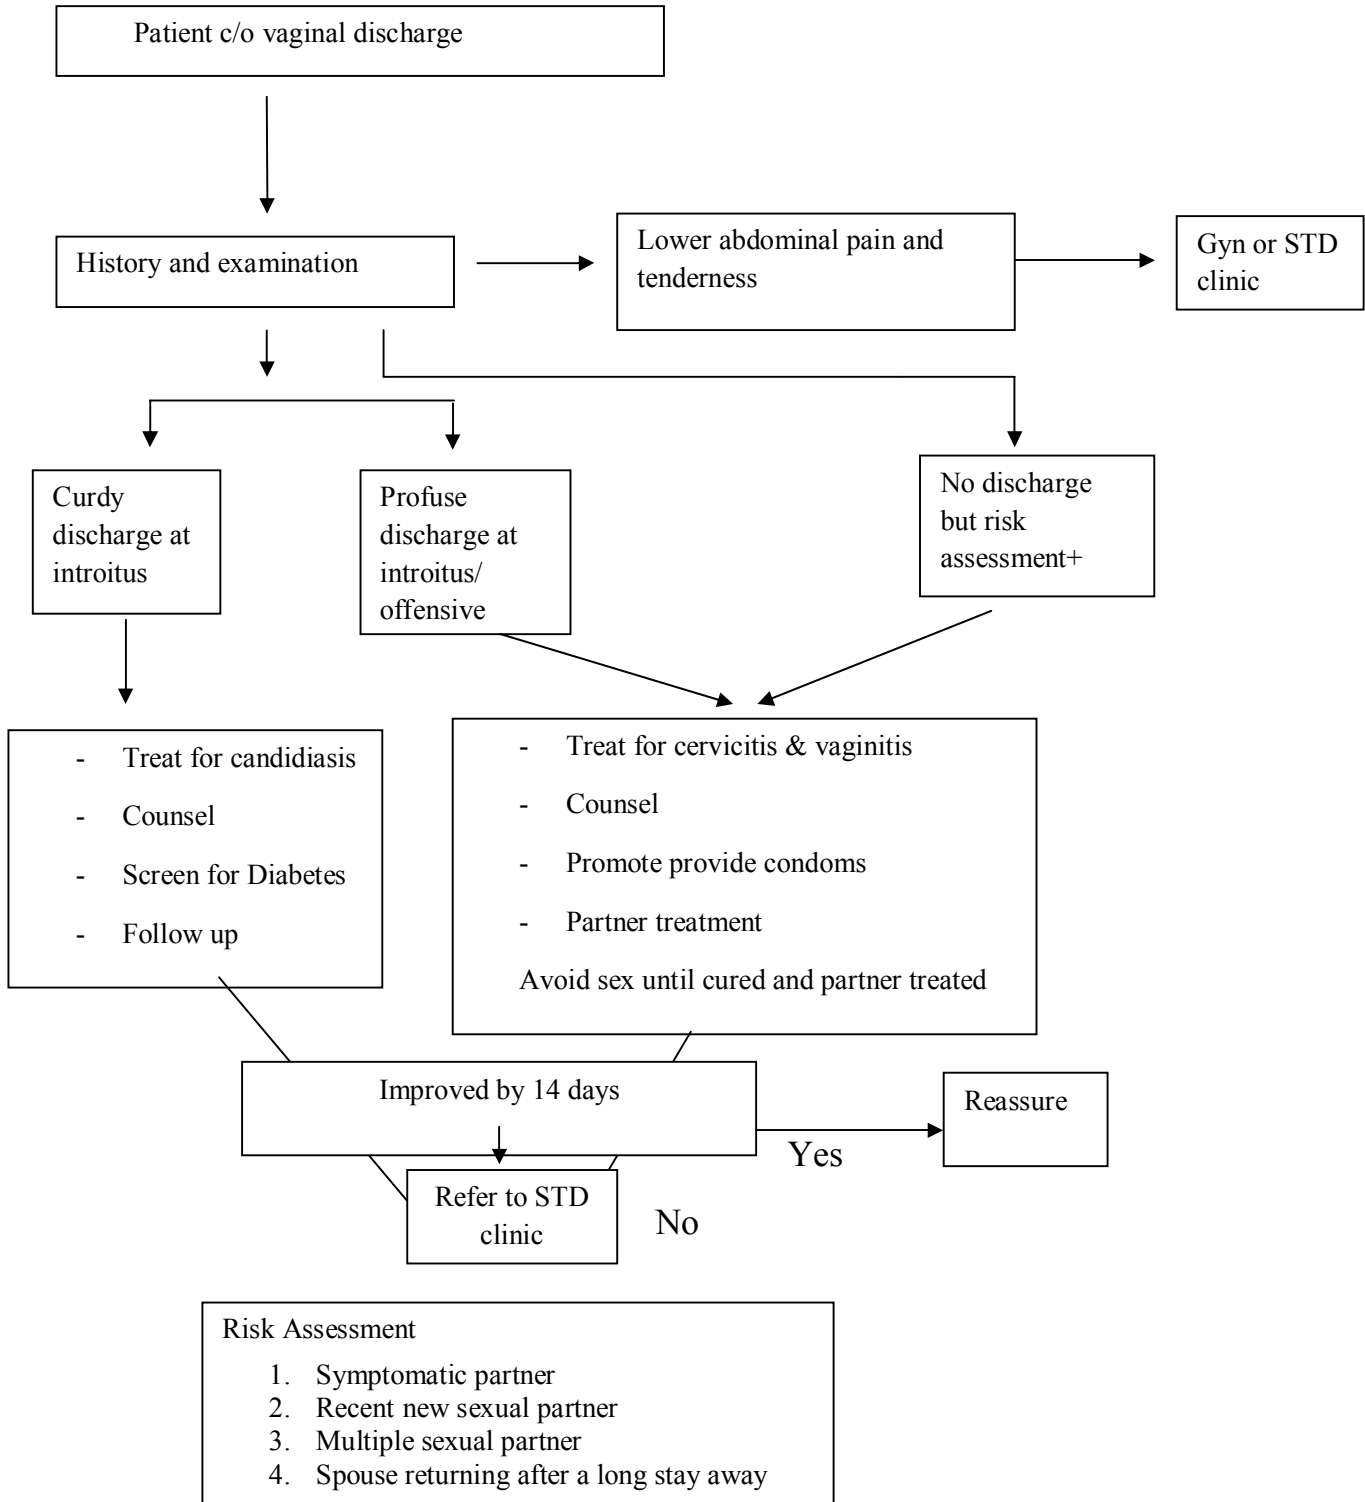 Patient c/o vaginal discharge
History and examination
Lower abdominal pain and
tenderness
Gyn or STD
clinic
Curdy
discharge at
introitus
Profuse
discharge at
introitus/
offensive
No discharge
but risk
assessment+
- Treat for candidiasis
- Counsel
- Screen for Diabetes
- Follow up
- Treat for cervicitis & vaginitis
- Counsel
- Promote provide condoms
- Partner treatment
Avoid sex until cured and partner treated
Improved by 14 days
Yes
Reassure
Refer to STD
clinic
No
Risk Assessment
1. Symptomatic partner
2. Recent new sexual partner
3. Multiple sexual partner
4. Spouse returning after a long stay away